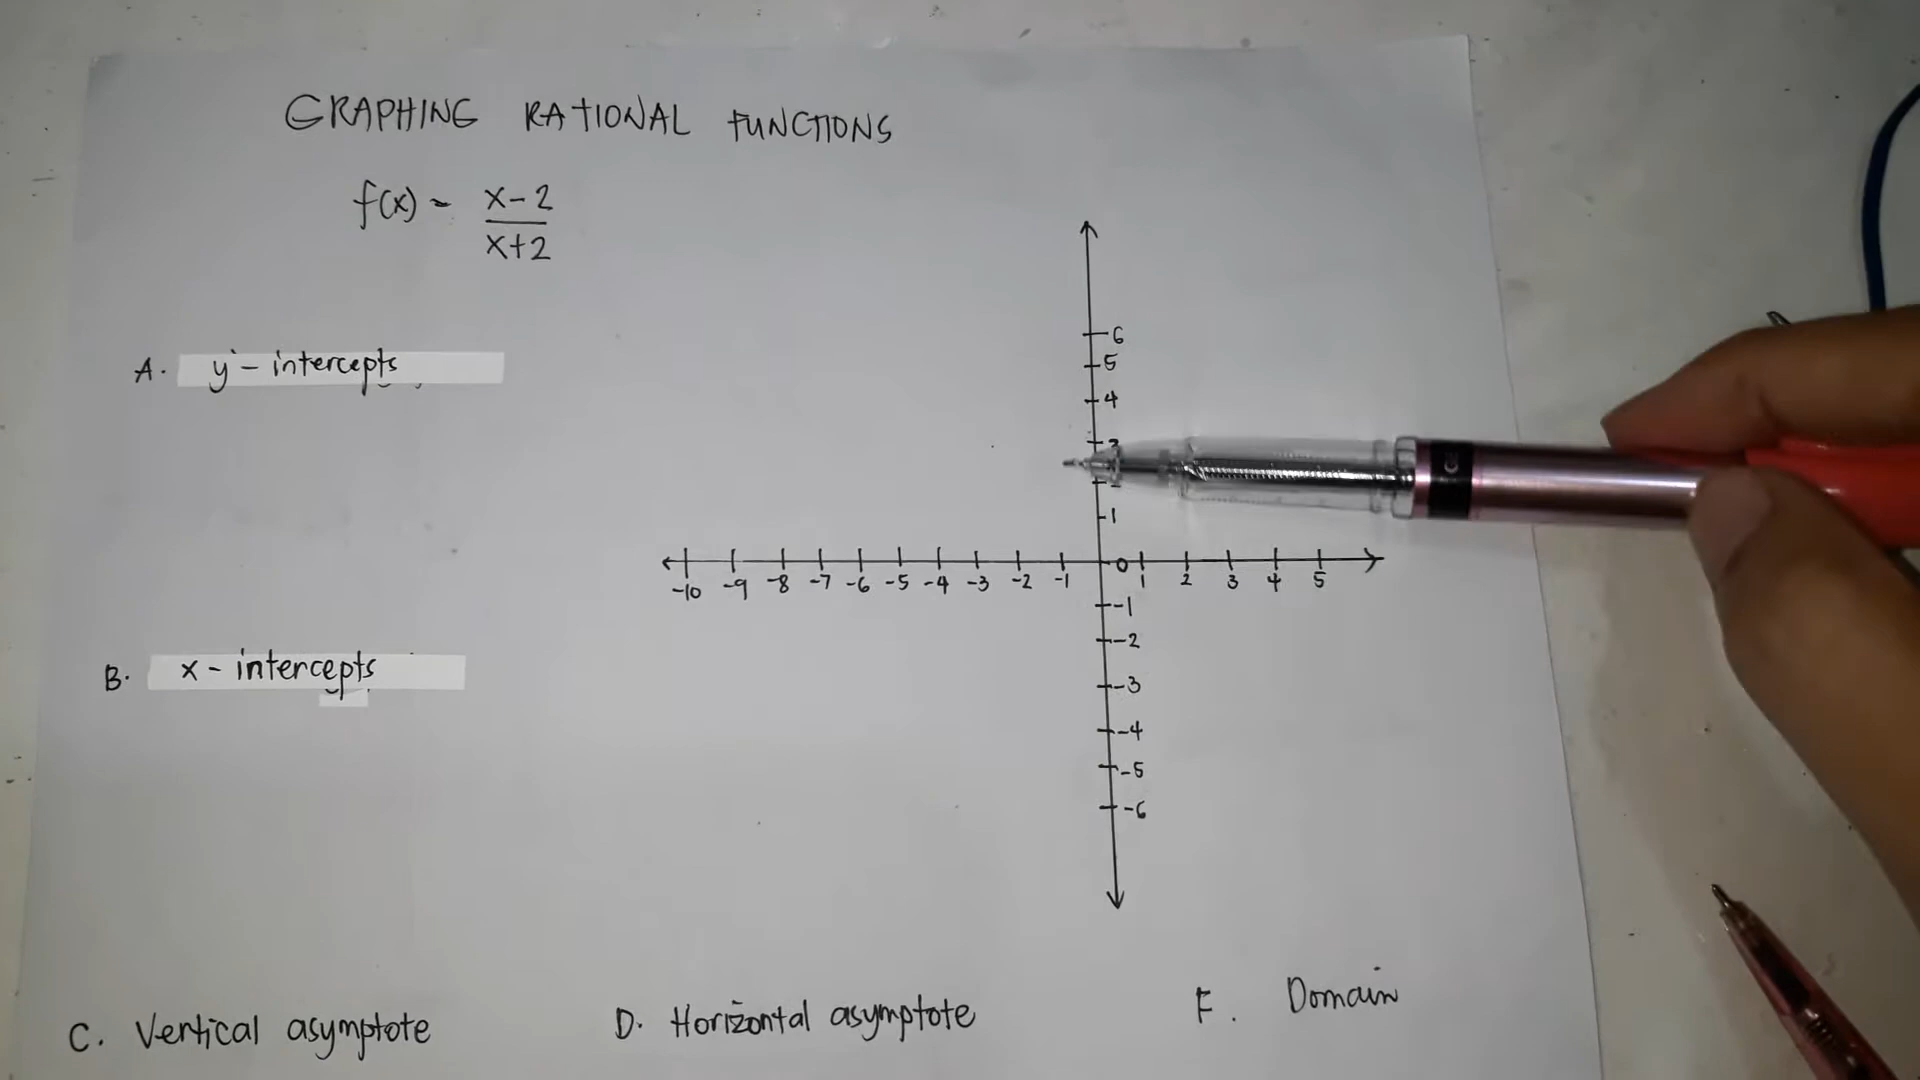 GRAPHING RATIONAL FUNCTIONS
f(x) = x-2
x+2
A. y - intercepts
6
5
4
3
1
-10 -9 -8 -7 -6 -5 -4 -3 -2 -1 0 1 2 3 4 5
-1
-2
-3
-4
-5
-6
B. x - intercepts
C. Vertical asymptote
D. Horizontal asymptote
F. Domain